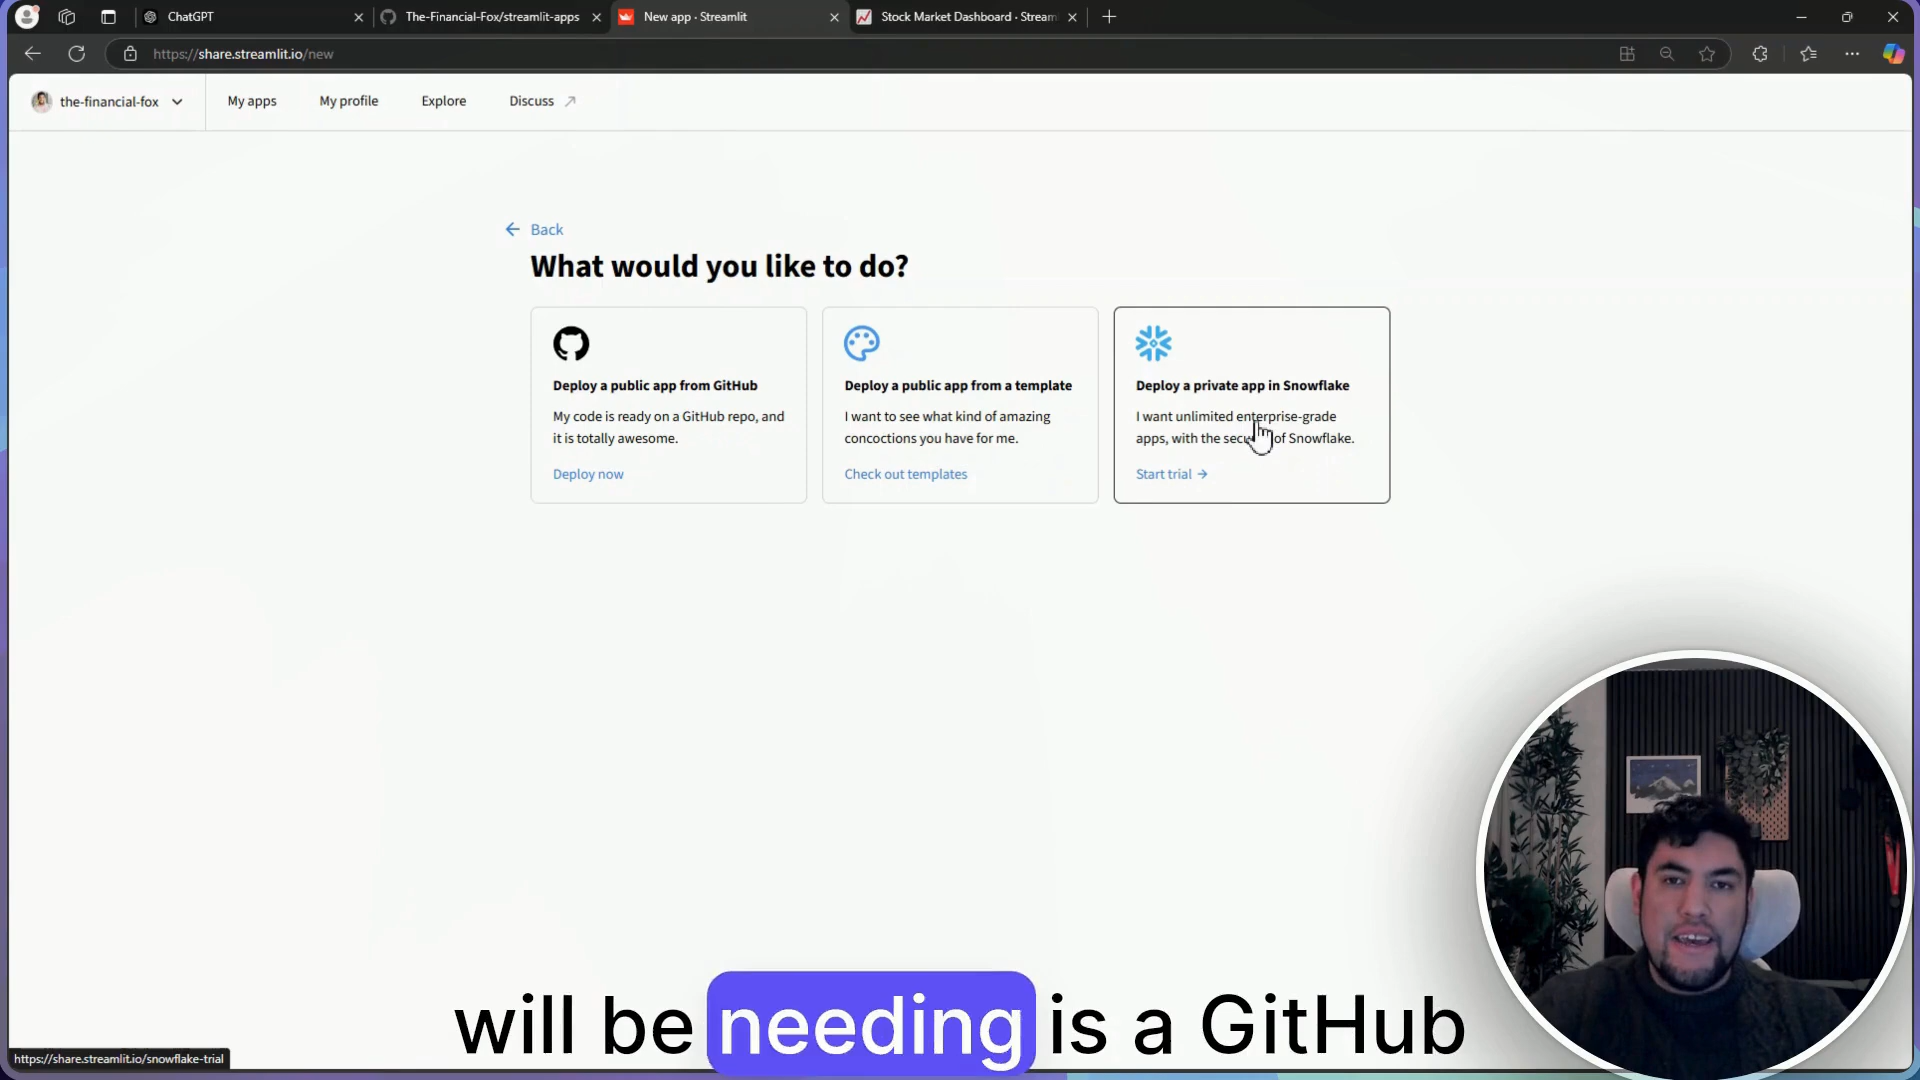 ChatGPT
The-Financial-Fox/streamlit-apps
New app · Streamlit
Stock Market Dashboard · Stream
https://share.streamlit.io/new
the-financial-fox
My apps
My profile
Explore
Discuss
Back
What would you like to do?
Deploy a public app from GitHub
My code is ready on a GitHub repo, and
it is totally awesome.
Deploy now
Deploy a public app from a template
I want to see what kind of amazing
concoctions you have for me.
Check out templates
Deploy a private app in Snowflake
I want unlimited enterprise-grade
apps, with the sec of Snowflake.
Start trial →
will be needing is a GitHub
https://share.streamlit.io/snowflake-trial